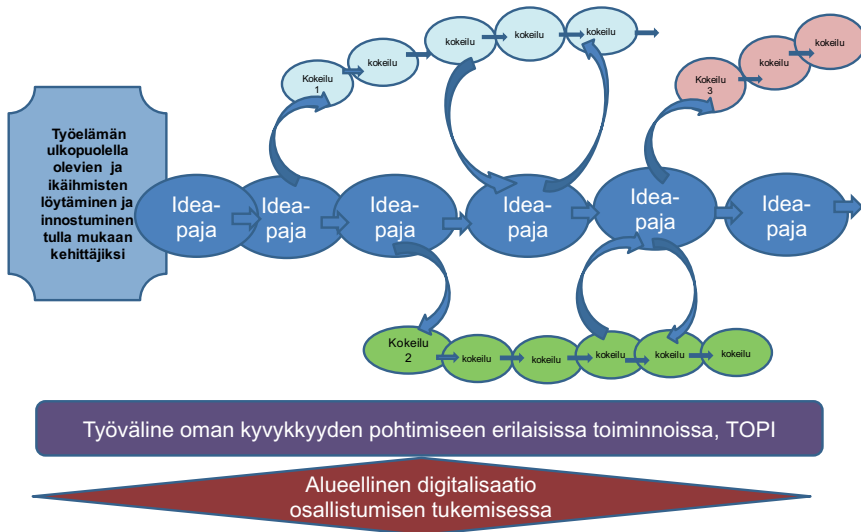 Työelämän
ulkopuolella
olevien ja
ikäihmisten
löytäminen ja
innostuminen
tulla mukaan
kehittäjiksi
Kokeilu
1
kokeilu
kokeilu
kokeilu
kokeilu
Kokeilu
3
kokeilu
kokeilu
Idea-
paja
Idea-
paja
Idea-
paja
Idea-
paja
Idea-
paja
Idea-
paja
Kokeilu
2
kokeilu
kokeilu
kokeilu
kokeilu
kokeilu
Työväline oman kyvykkyyden pohtimiseen erilaisissa toiminnoissa, TOPI
Alueellinen digitalisaatio
osallistumisen tukemisessa